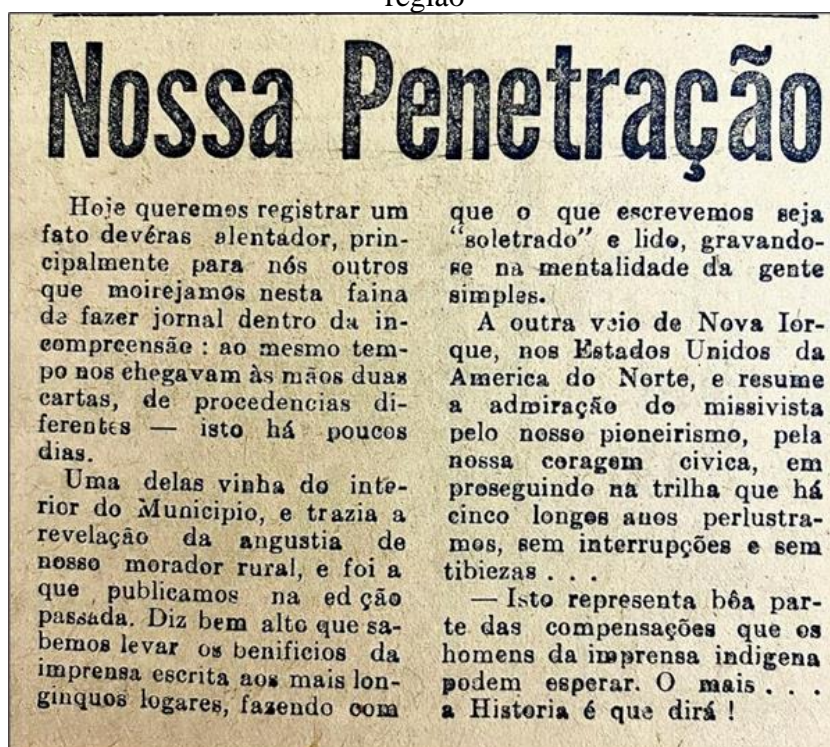 região
Nossa Penetração
Hoje queremos registrar um
fato devéras alentador, prin-
cipalmente para nós outros
que moirejamos nesta faina
de fazer jornal dentro da in-
compreensão : ao mesmo tem-
po nos chegavam às mãos duas
cartas, de procedencias di-
ferentes — isto há poucos
dias.
Uma delas vinha do inte-
rior do Municipio, e trazia a
revelação da angustia de
nosso morador rural, e foi a
que publicamos na ed ção
passada. Diz bem alto que sa-
bemos levar os benificios da
imprensa escrita aos mais lon-
ginquos logares, fazendo com
que o que escrevemos seja
"soletrado" e lido, gravando-
se na mentalidade da gente
simples.
A outra veio de Nova Ior-
que, nos Estados Unidos da
America do Norte, e resume
a admiração do missivista
pelo nosso pioneirismo, pela
nossa coragem civica, em
proseguindo na trilha que há
cinco longos anos perlustra-
mos, sem interrupções e sem
tibiezas . . .
— Isto representa bôa par-
te das compensações que os
homens da imprensa indigena
podem esperar. O mais . . .
a Historia é que dirá !